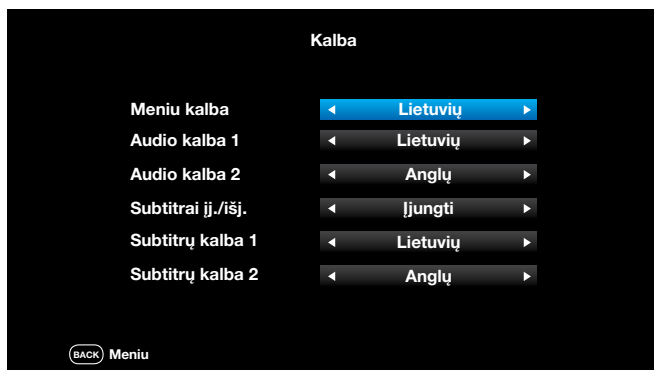 Kalba
Meniu kalba Lietuvių
Audio kalba 1 Lietuvių
Audio kalba 2 Anglų
Subtitrai įj./išj. Įjungti
Subtitrų kalba 1 Lietuvių
Subtitrų kalba 2 Anglų
BACK Meniu